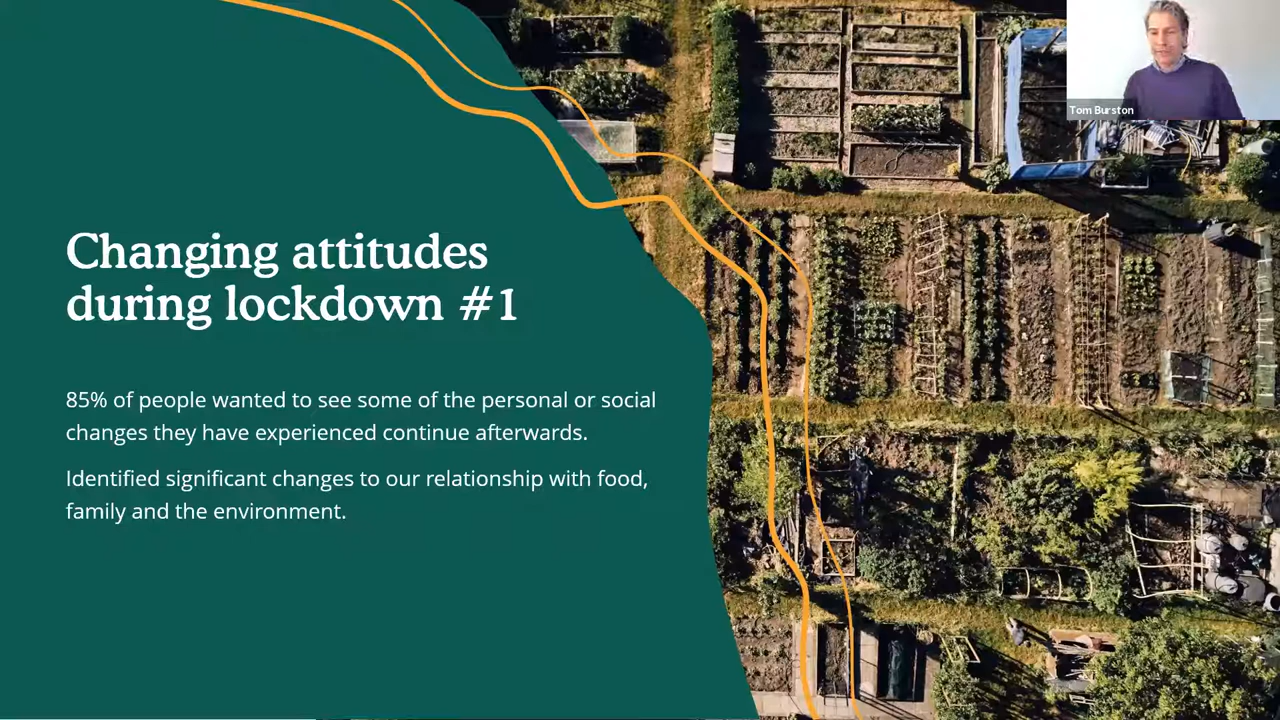 Tom Burston
Changing attitudes
during lockdown #1
85% of people wanted to see some of the personal or social
changes they have experienced continue afterwards.
Identified significant changes to our relationship with food,
family and the environment.